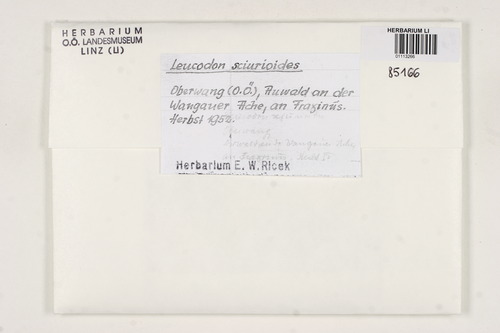 HERBARIUM
O.Ö. LANDESMUSEUM
LINZ (LI)
HERBARIUM LI
01113266
85166
Leucodon sciurioides
Oberwang (O.Ö), Auwald an der
Wangauer Ache, an Fraxinus.
Herbst 1956.
Herbarium E. W. Ricek